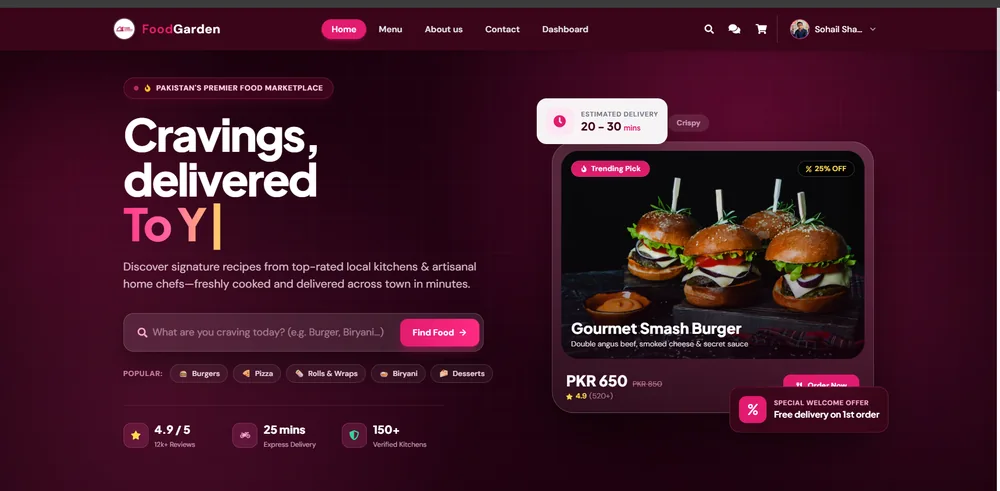 FoodGarden
Home
Menu
About us
Contact
Dashboard
Sohail Sha...
PAKISTAN'S PREMIER FOOD MARKETPLACE
Cravings,
delivered
To Y
Discover signature recipes from top-rated local kitchens & artisanal
home chefs—freshly cooked and delivered across town in minutes.
What are you craving today? (e.g. Burger, Biryani...)
Find Food →
POPULAR:
Burgers
Pizza
Rolls & Wraps
Biryani
Desserts
4.9 / 5
12k+ Reviews
25 mins
Express Delivery
150+
Verified Kitchens
ESTIMATED DELIVERY
20 - 30 mins
Crispy
Trending Pick
% 25% OFF
Gourmet Smash Burger
Double angus beef, smoked cheese & secret sauce
PKR 650 PKR 850
4.9 (520+)
Order Now
%
SPECIAL WELCOME OFFER
Free delivery on 1st order